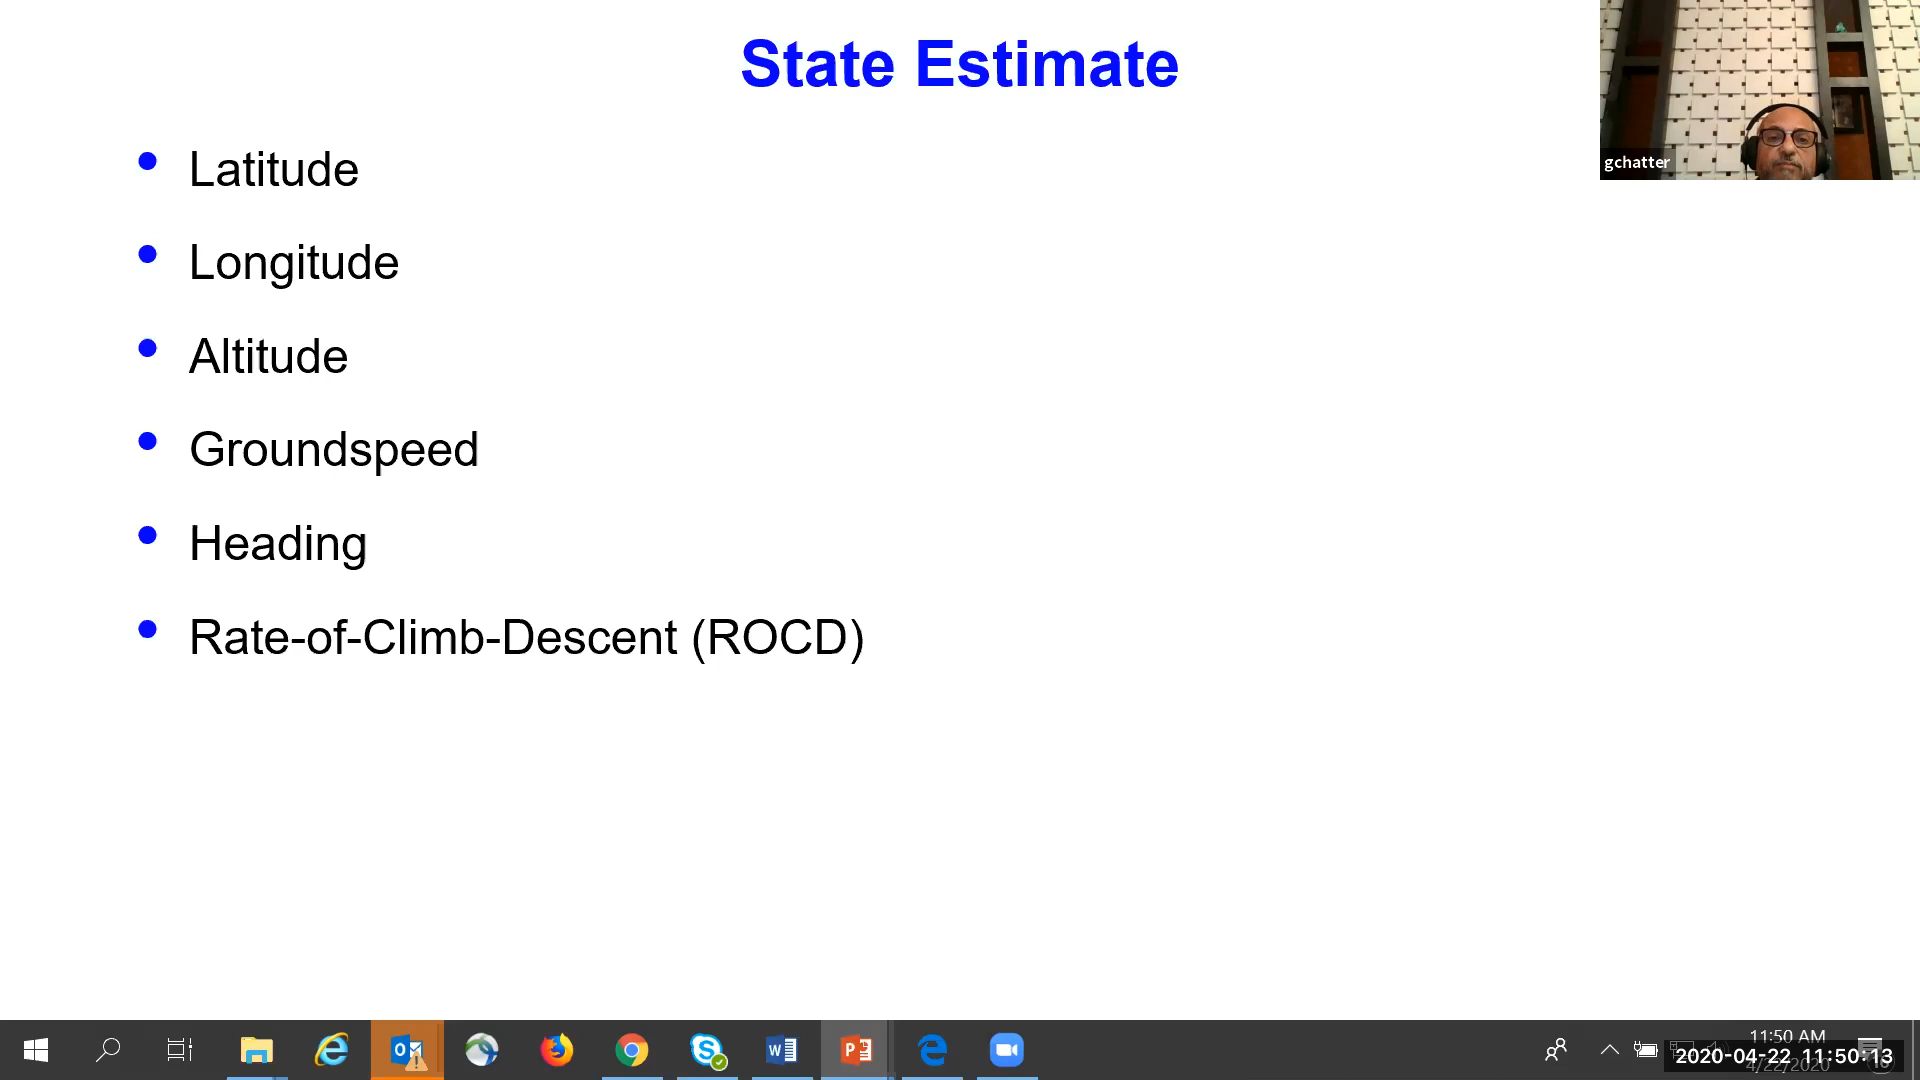 State Estimate
gchatter
• Latitude
• Longitude
• Altitude
• Groundspeed
• Heading
• Rate-of-Climb-Descent (ROCD)
11:50 AM
2020-04-22 11:50:13
4/22/2020